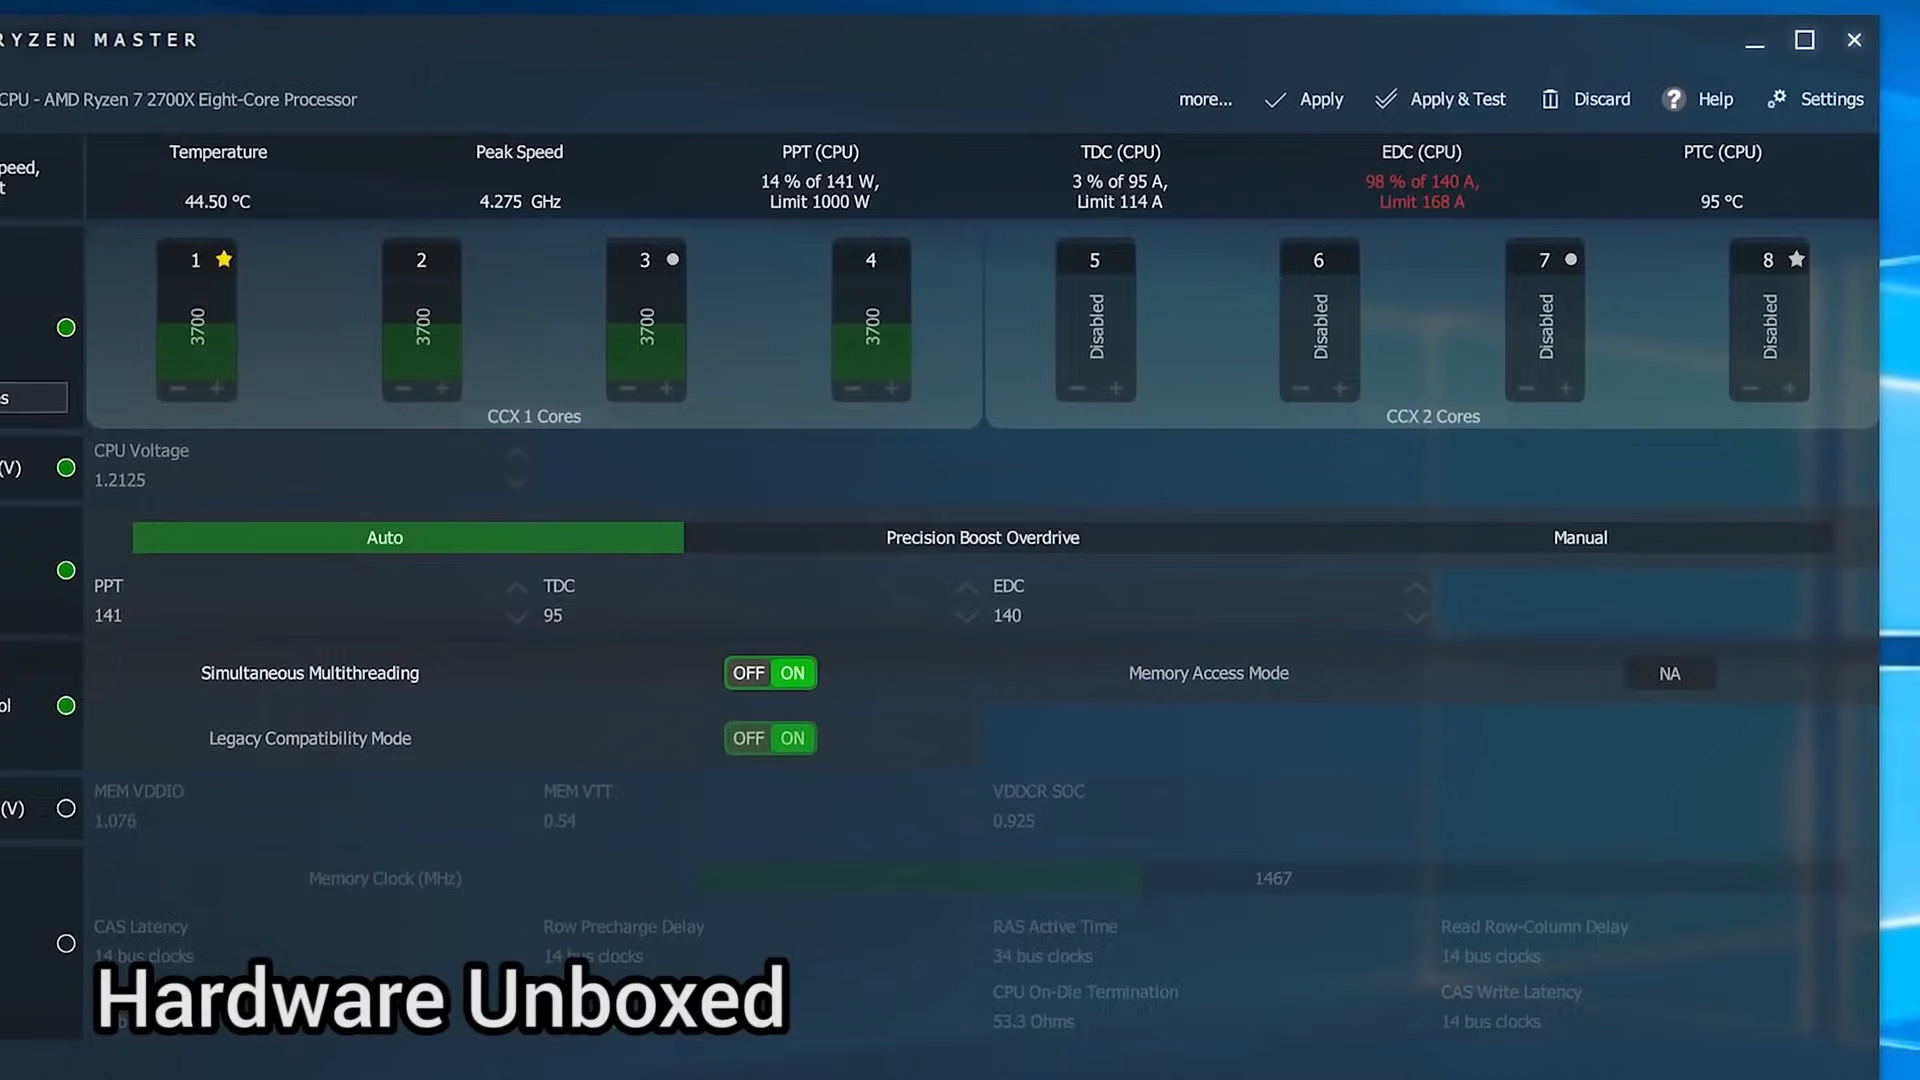 RYZEN MASTER
CPU - AMD Ryzen 7 2700X Eight-Core Processor
more...
Apply
Apply & Test
Discard
? Help
Settings
peed,
t
Temperature
44.50 °C
Peak Speed
4.275 GHz
PPT (CPU)
14 % of 141 W,
Limit 1000 W
TDC (CPU)
3 % of 95 A,
Limit 114 A
EDC (CPU)
98 % of 140 A,
Limit 168 A
PTC (CPU)
95 °C
1
3700
2
3700
3
3700
4
3700
5
Disabled
6
Disabled
7
Disabled
8
Disabled
s
CCX 1 Cores
CCX 2 Cores
(V)
CPU Voltage
1.2125
Auto
Precision Boost Overdrive
Manual
PPT
141
TDC
95
EDC
140
Simultaneous Multithreading
OFF ON
Memory Access Mode
NA
ol
Legacy Compatibility Mode
OFF ON
(V)
MEM VDDIO
1.076
MEM VTT
0.54
VDDCR SOC
0.925
Memory Clock (MHz)
1467
CAS Latency
14 bus clocks
Row Precharge Delay
14 bus clocks
RAS Active Time
34 bus clocks
Read Row-Column Delay
14 bus clocks
CPU On-Die Termination
53.3 Ohms
CAS Write Latency
14 bus clocks
Hardware Unboxed